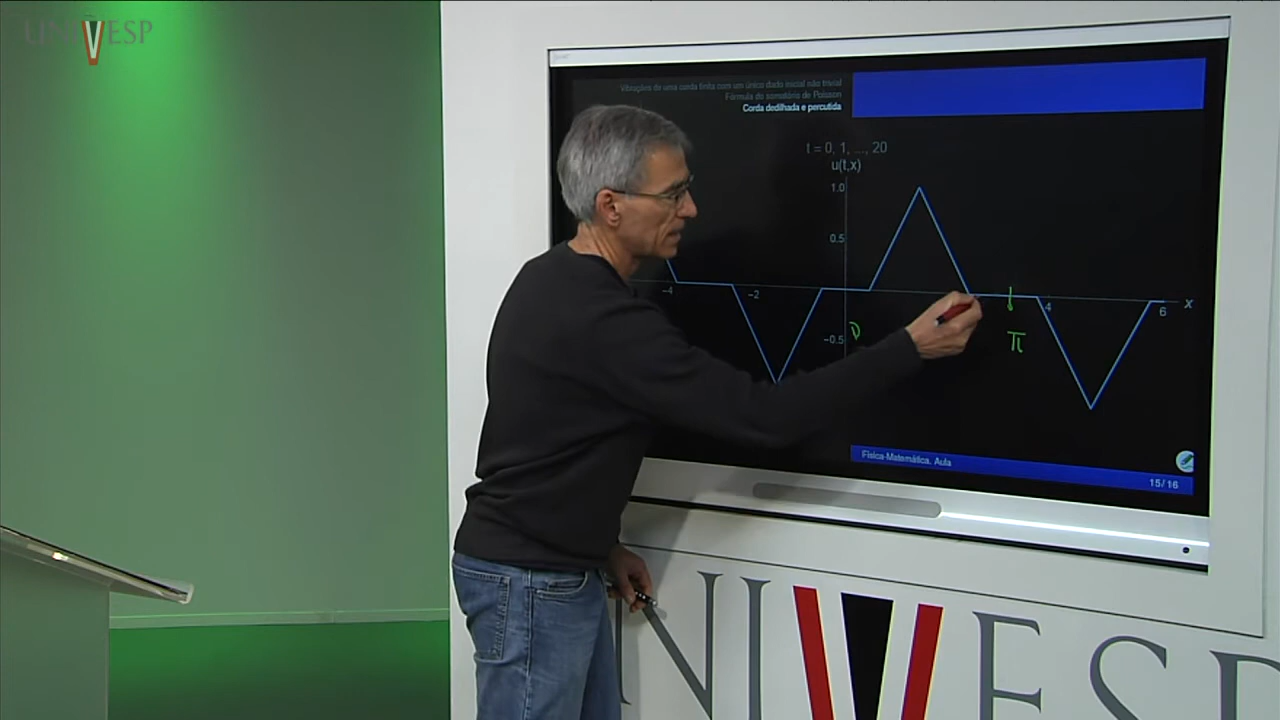 UNIVESP
Vibrações de uma corda finita com um único dado inicial não trivial
Fórmula do somatório de Poisson
Corda dedilhada e percutida
t = 0, 1, ..., 20
u(t,x)
1.0
0.5
−4
−2
4
6
x
−0.5
0
π
Física-Matemática. Aula
15/16
UNIVESP